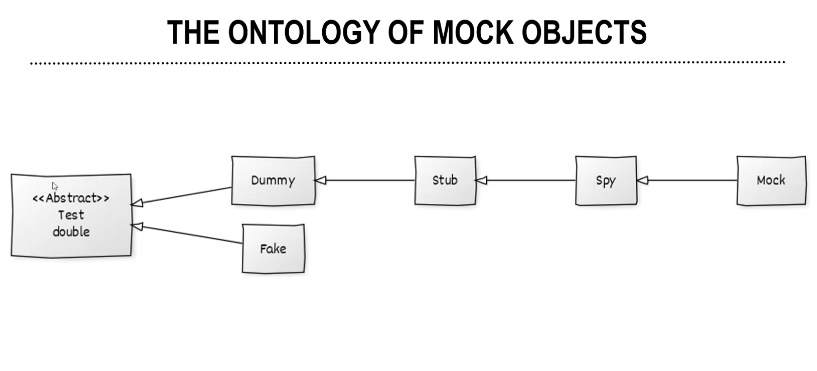 THE ONTOLOGY OF MOCK OBJECTS
<<Abstract>>
Test
double
Dummy
Stub
Spy
Mock
Fake